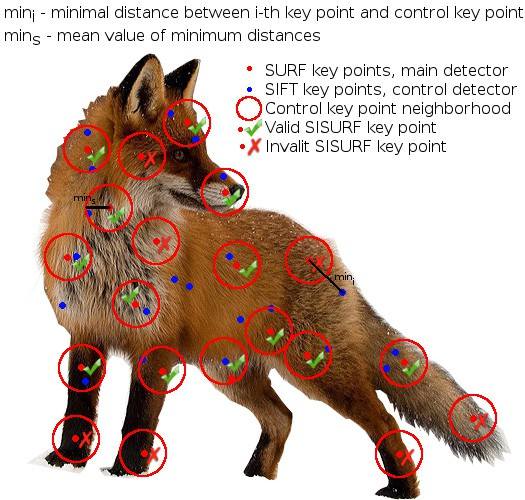 min_i - minimal distance between i-th key point and control key point
min_s - mean value of minimum distances
SURF key points, main detector
SIFT key points, control detector
Control key point neighborhood
Valid SISURF key point
Invalit SISURF key point
min_s
min_i